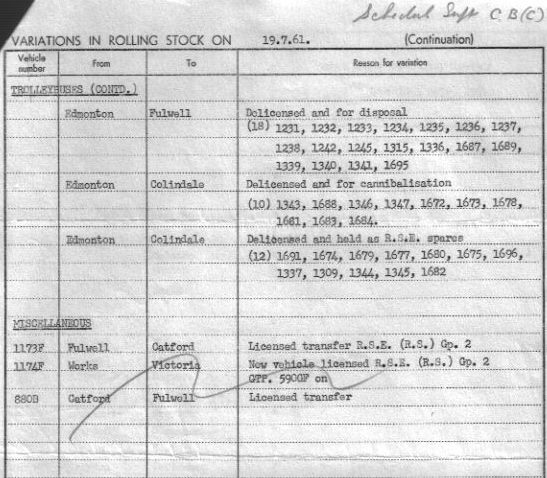 Schedul Supt C B(C)
VARIATIONS IN ROLLING STOCK ON 19.7.61. (Continuation)
Vehicle number From To Reason for variation
TROLLEYBUSES (CONTD.)
Edmonton Fulwell Delicensed and for disposal
(18) 1231, 1232, 1233, 1234, 1235, 1236, 1237,
1238, 1242, 1245, 1315, 1336, 1687, 1689,
1339, 1340, 1341, 1695
Edmonton Colindale Delicensed and for cannibalisation
(10) 1343, 1688, 1346, 1347, 1672, 1673, 1678,
1681, 1683, 1684.
Edmonton Colindale Delicensed and held as R.S.E. spares
(12) 1691, 1674, 1679, 1677, 1680, 1675, 1696,
1337, 1309, 1344, 1345, 1682
MISCELLANEOUS
1173F Fulwell Catford Licensed transfer R.S.E. (R.S.) Gp. 2
1174F Works Victoria New vehicle licensed R.S.E. (R.S.) Gp. 2
GTP. 5900F on
880B Catford Fulwell Licensed transfer